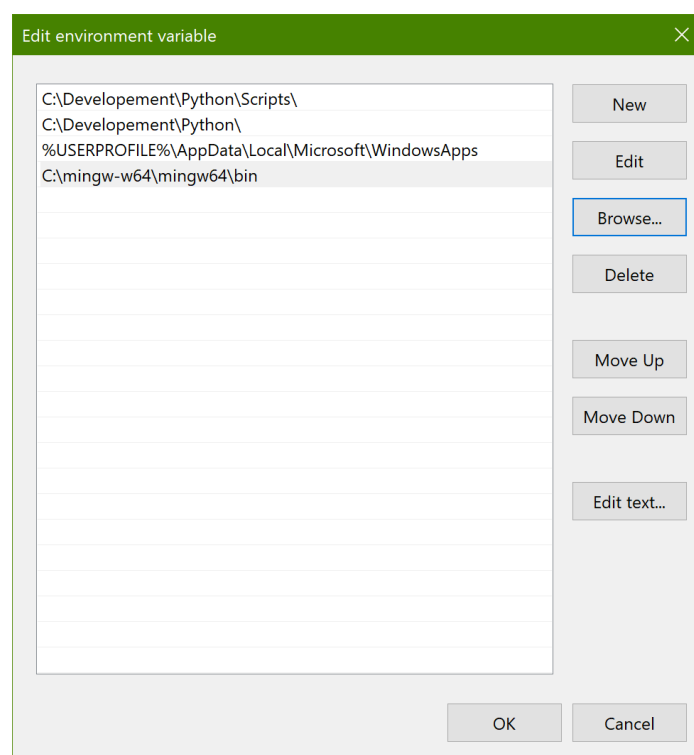 Edit environment variable
C:\Developement\Python\Scripts\
C:\Developement\Python\
%USERPROFILE%\AppData\Local\Microsoft\WindowsApps
C:\mingw-w64\mingw64\bin
New
Edit
Browse...
Delete
Move Up
Move Down
Edit text...
OK
Cancel